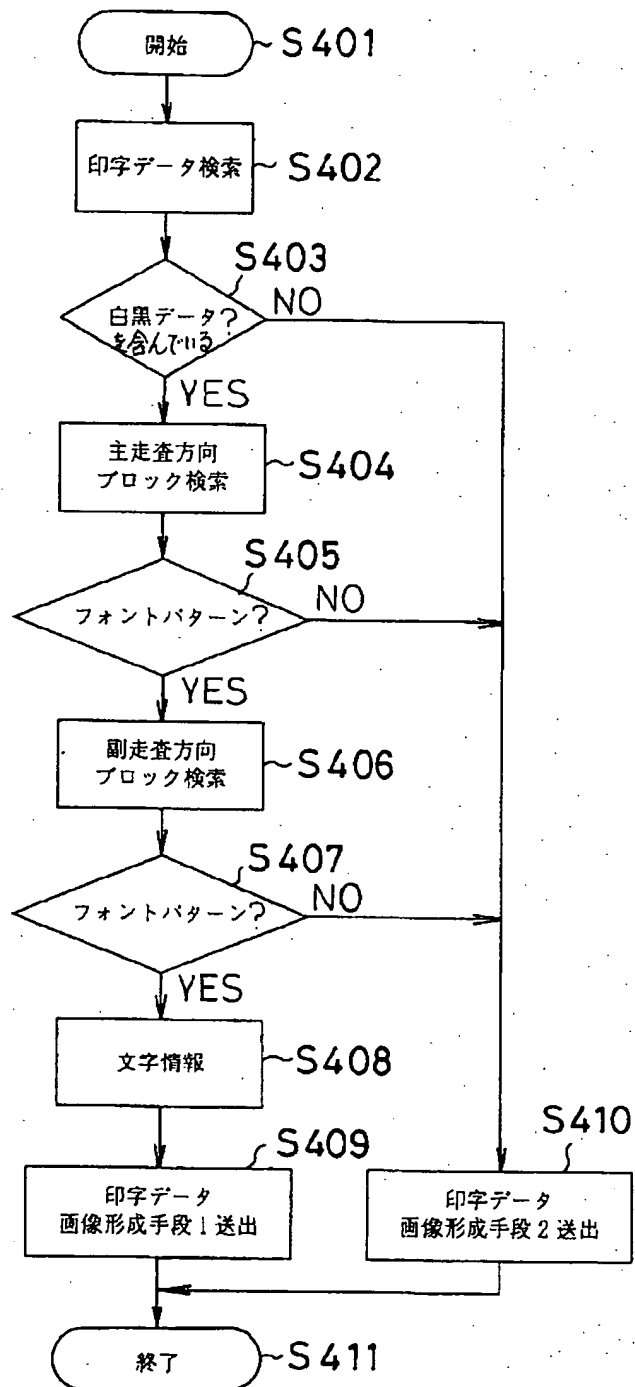 開始
S401
印字データ検索
S402
S403
白黒データ?
を含んでいる
NO
YES
主走査方向
ブロック検索
S404
S405
フォントパターン?
NO
YES
副走査方向
ブロック検索
S406
S407
フォントパターン?
NO
YES
文字情報
S408
S409
印字データ
画像形成手段1送出
S410
印字データ
画像形成手段2送出
終了
S411